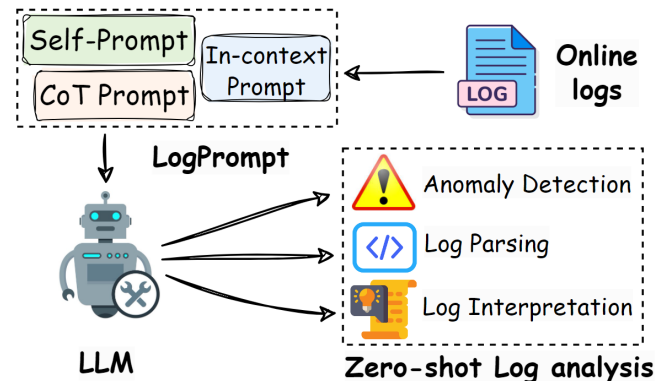 Self-Prompt
In-context
Prompt
CoT Prompt
Online
logs
LOG
LogPrompt
Anomaly Detection
</>
Log Parsing
Log Interpretation
LLM
Zero-shot Log analysis